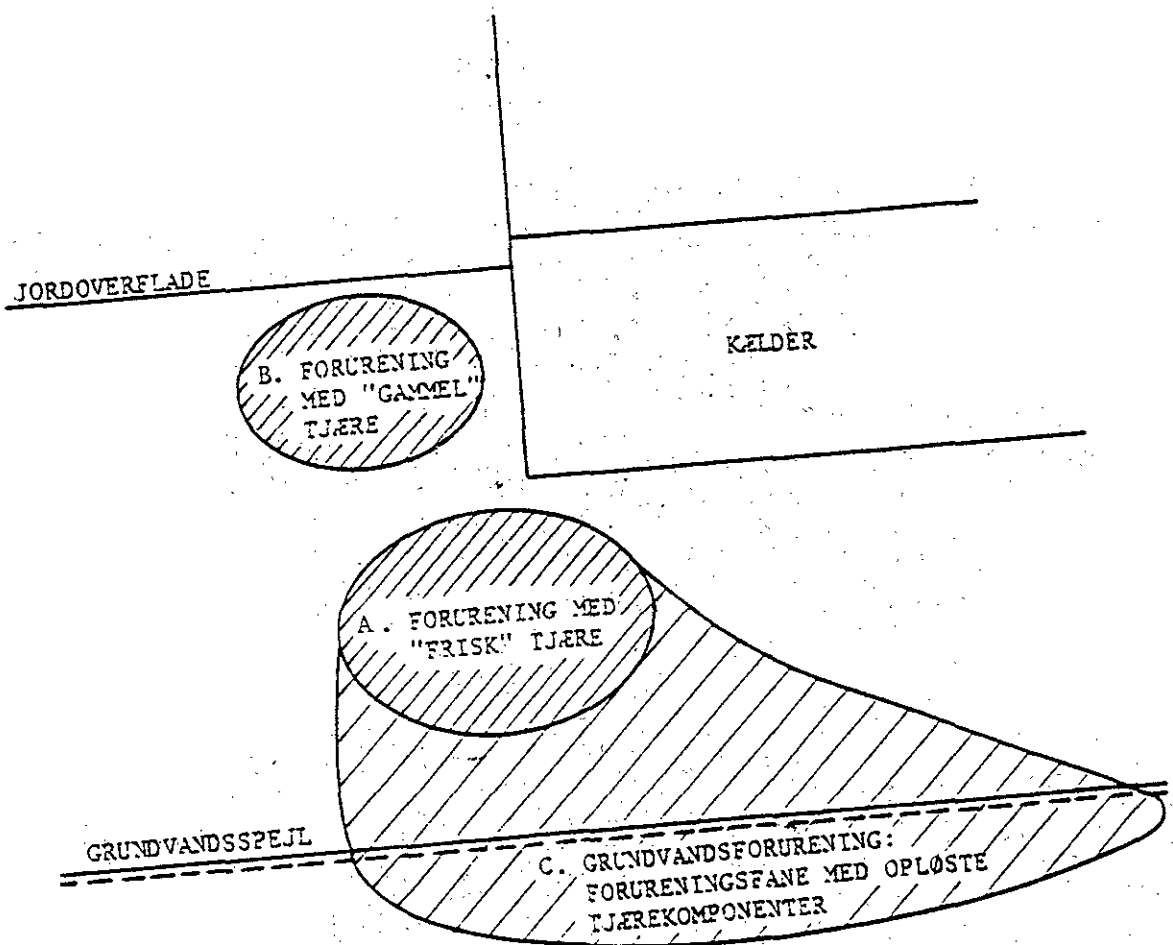 JORDOVERFLADE
B. FORURENING
MED "GAMMEL"
TJÆRE
KÆLDER
A. FORURENING MED
"FRISK" TJÆRE
GRUNDVANDSSPEJL
C. GRUNDVANDSFORURENING:
FORURENINGSFANE MED OPLØSTE
TJÆREKOMPONENTER